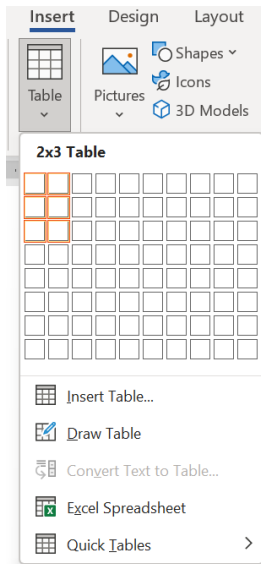 Insert Design Layout
Table
Pictures
Shapes
Icons
3D Models
2x3 Table
Insert Table...
Draw Table
Convert Text to Table...
Excel Spreadsheet
Quick Tables